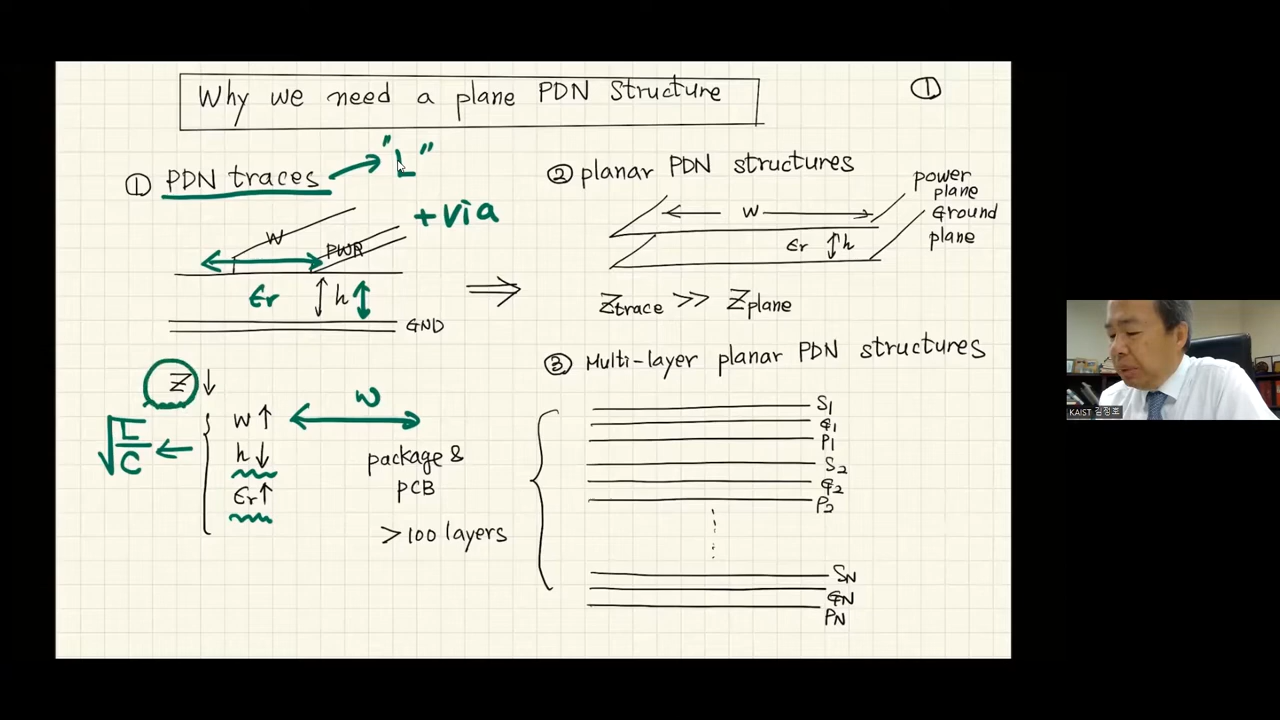 Why we need a plane PDN Structure
①
① PDN traces
"L"
+via
W
PWR
εr
h
GND
Z↓
√L/C ←
W↑
h↓
εr↑
W
package &
PCB
>100 layers
② planar PDN structures
W
εr
h
power
plane
Ground
plane
Ztrace >> Zplane
③ Multi-layer planar PDN structures
S1
G1
P1
S2
G2
P2
SN
GN
PN
KAIST 김정호